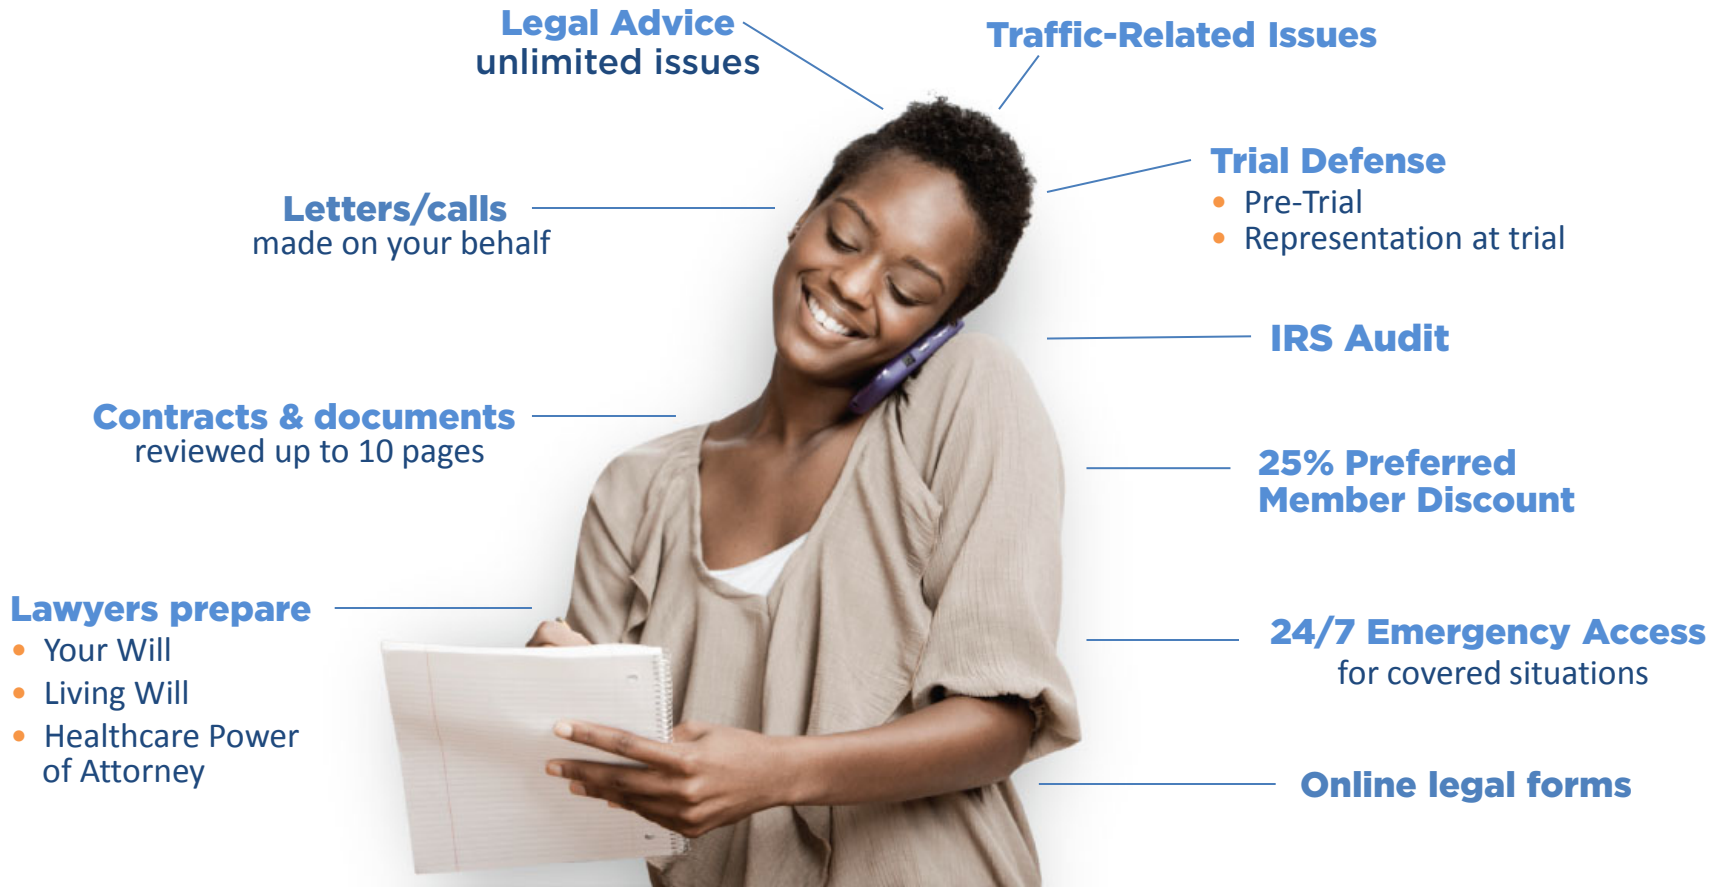 Legal Advice
unlimited issues
Traffic-Related Issues
Letters/calls
made on your behalf
Trial Defense
• Pre-Trial
• Representation at trial
IRS Audit
Contracts & documents
reviewed up to 10 pages
25% Preferred
Member Discount
Lawyers prepare
• Your Will
• Living Will
• Healthcare Power
of Attorney
24/7 Emergency Access
for covered situations
Online legal forms